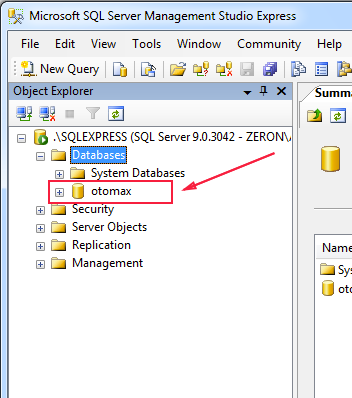 Microsoft SQL Server Management Studio Express
File Edit View Tools Window Community Help
New Query
Object Explorer
Summa
.\SQLEXPRESS (SQL Server 9.0.3042 - ZERON\
Databases
System Databases
otomax
Security
Server Objects
Replication
Management
Name
Sys
oto